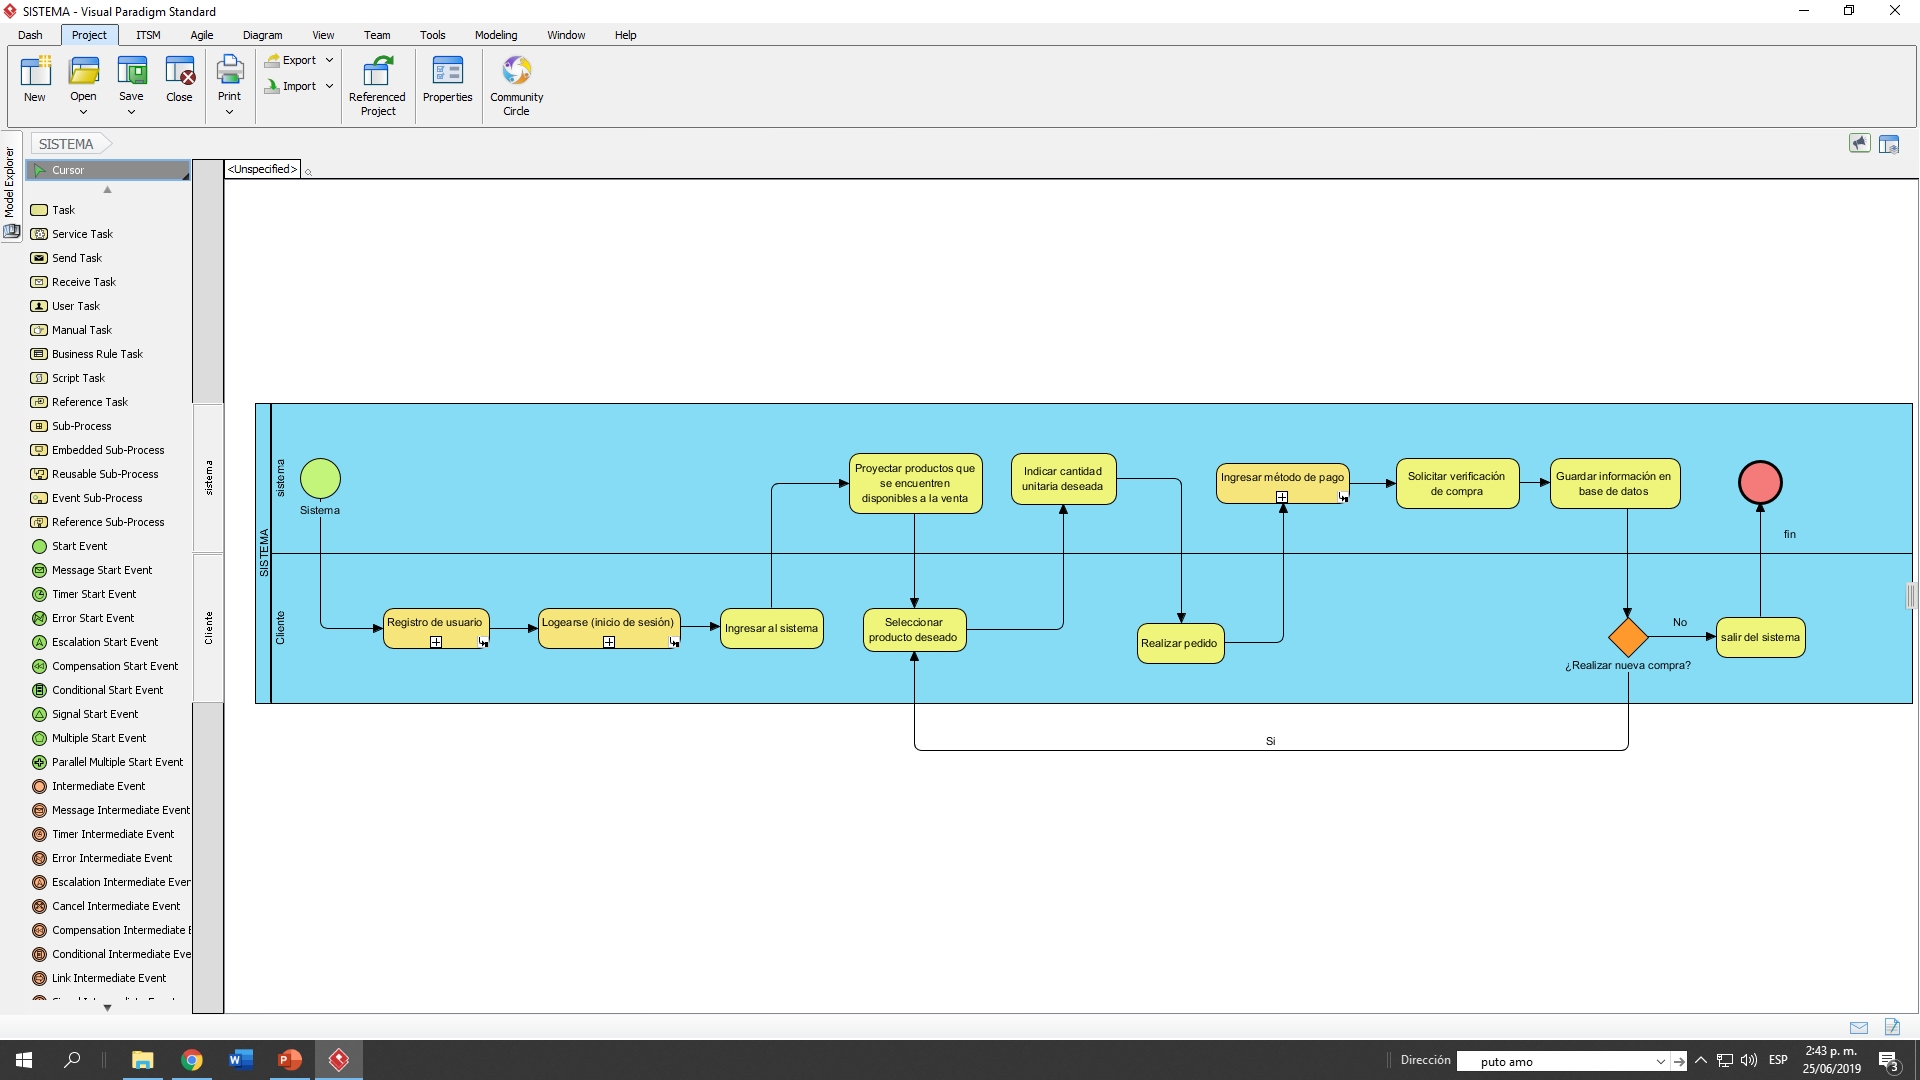 SISTEMA - Visual Paradigm Standard
Dash Project ITSM Agile Diagram View Team Tools Modeling Window Help
New Open Save Close Print
Export
Import
Referenced
Project
Properties
Community
Circle
SISTEMA
Model Explorer
Cursor
<Unspecified>
Task
Service Task
Send Task
Receive Task
User Task
Manual Task
Business Rule Task
Script Task
Reference Task
Sub-Process
Embedded Sub-Process
Reusable Sub-Process
Event Sub-Process
Reference Sub-Process
Start Event
Message Start Event
Timer Start Event
Error Start Event
Escalation Start Event
Compensation Start Event
Conditional Start Event
Signal Start Event
Multiple Start Event
Parallel Multiple Start Event
Intermediate Event
Message Intermediate Event
Timer Intermediate Event
Error Intermediate Event
Escalation Intermediate Ever
Cancel Intermediate Event
Compensation Intermediate E
Conditional Intermediate Eve
Link Intermediate Event
sistema
Cliente
SISTEMA
sistema
Cliente
Sistema
Proyectar productos que
se encuentren
disponibles a la venta
Indicar cantidad
unitaria deseada
Ingresar método de pago
Solicitar verificación
de compra
Guardar información en
base de datos
fin
Registro de usuario
Logearse (inicio de sesión)
Ingresar al sistema
Seleccionar
producto deseado
Realizar pedido
¿Realizar nueva compra?
No
salir del sistema
Si
Dirección
puto amo
ESP
2:43 p. m.
25/06/2019
3